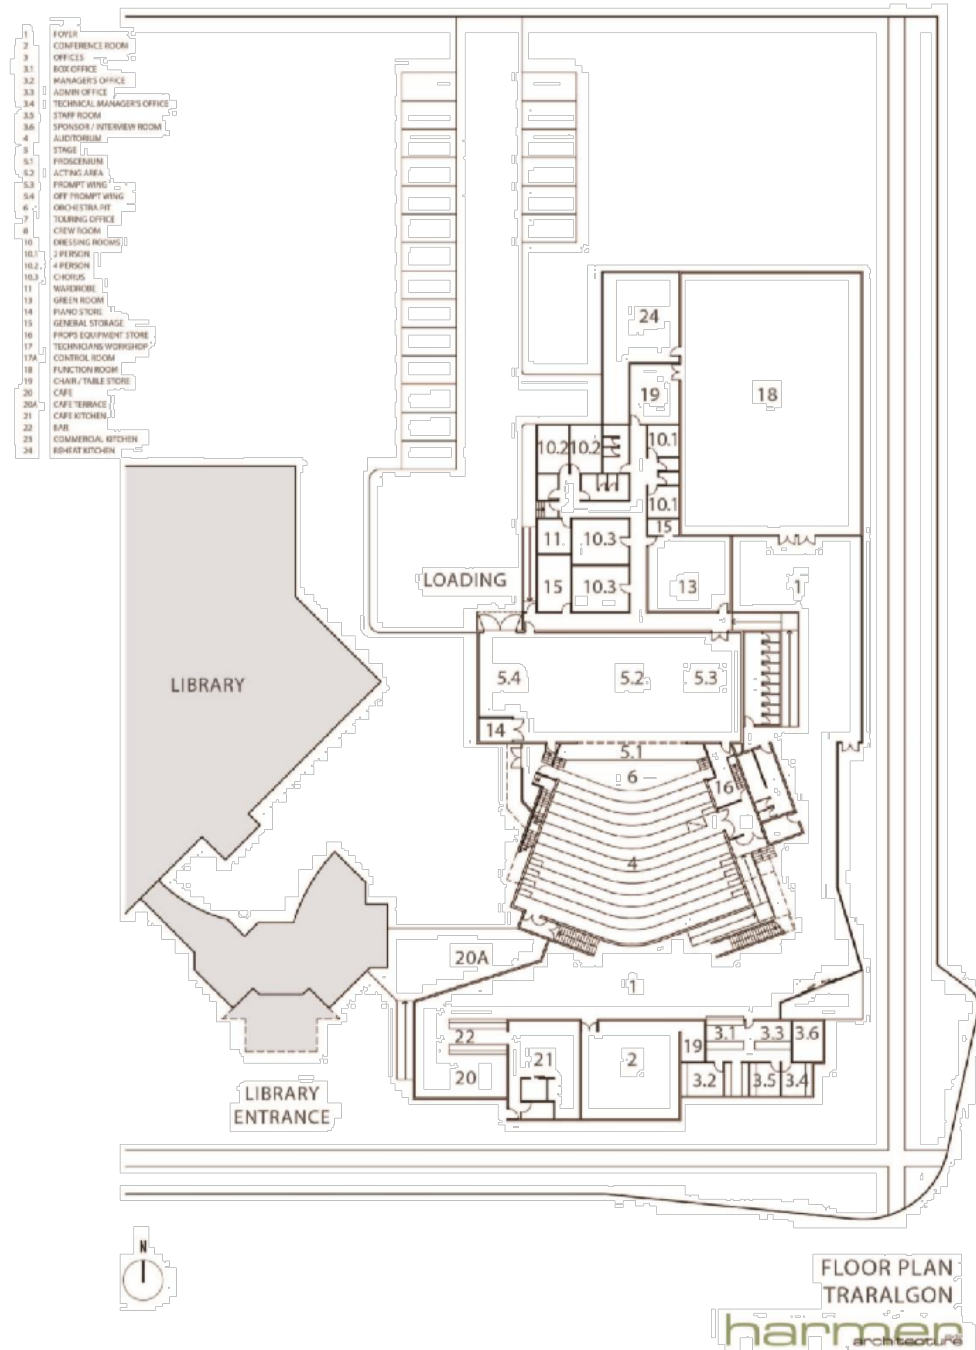 1 FOYER
2 CONFERENCE ROOM
3 OFFICES
3.1 BOX OFFICE
3.2 MANAGER'S OFFICE
3.3 ADMIN OFFICE
3.4 TECHNICAL MANAGER'S OFFICE
3.5 STAFF ROOM
3.6 SPONSOR / INTERVIEW ROOM
4 AUDITORIUM
5 STAGE
5.1 PROSCENIUM
5.2 ACTING AREA
5.3 PROMPT WING
5.4 OFF PROMPT WING
6 ORCHESTRA PIT
7 TOURING OFFICE
8 CREW ROOM
10 DRESSING ROOMS
10.1 2 PERSON
10.2 4 PERSON
10.3 CHORUS
11 WARDROBE
13 GREEN ROOM
14 PIANO STORE
15 GENERAL STORAGE
16 PROPS EQUIPMENT STORE
17 TECHNICIANS WORKSHOP
17A CONTROL ROOM
18 FUNCTION ROOM
19 CHAIR / TABLE STORE
20 CAFE
20A CAFE TERRACE
21 CAFE KITCHEN
22 BAR
23 COMMERCIAL KITCHEN
24 REHEAT KITCHEN
24
19
18
10.2 10.2 10.1
10.1
15
11 10.3
LOADING
15 10.3 13 1
LIBRARY
5.4 5.2 5.3
14
5.1
6
16
4
20A
1
22
21 2 19 3.1 3.3 3.6
20 3.2 3.5 3.4
LIBRARY
ENTRANCE
N
FLOOR PLAN
TRARALGON
harmer
architecture